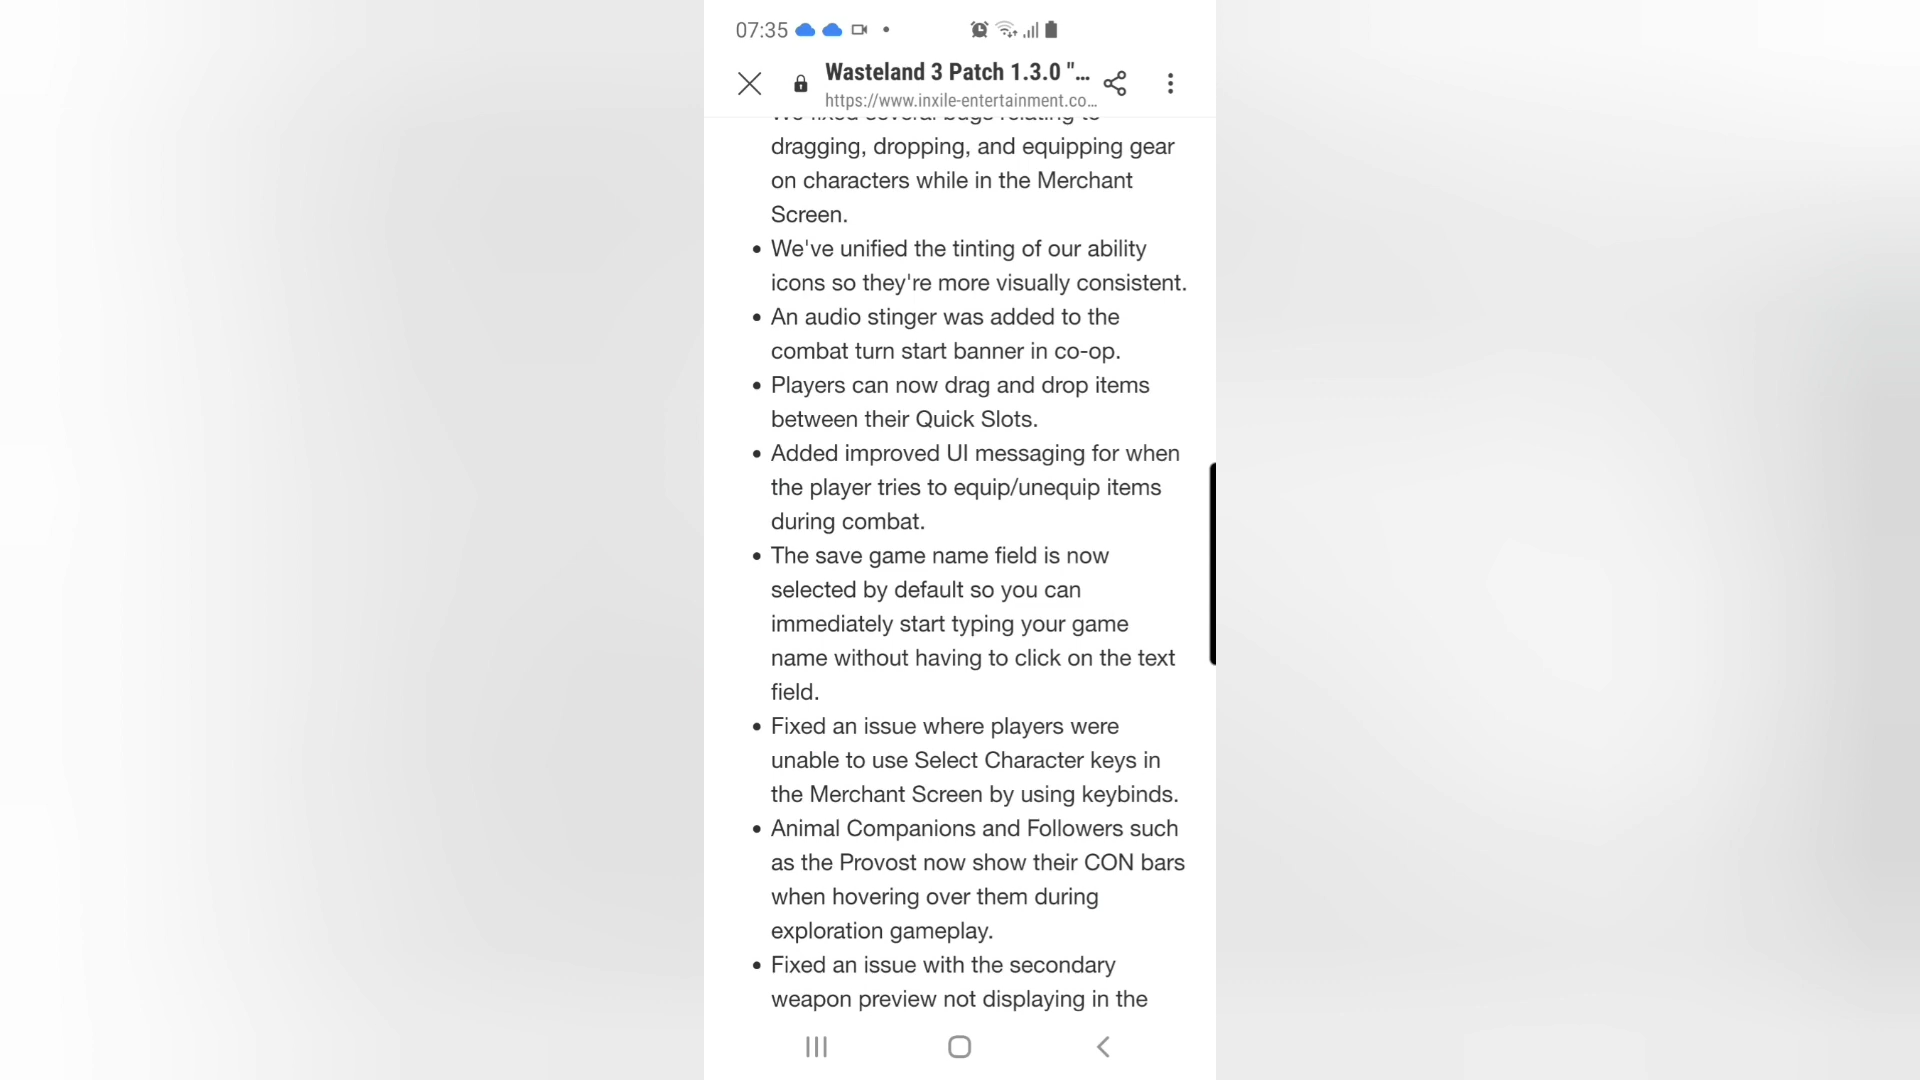 07:35
Wasteland 3 Patch 1.3.0 "...
https://www.inxile-entertainment.co...
We fixed several bugs relating to
dragging, dropping, and equipping gear
on characters while in the Merchant
Screen.
• We've unified the tinting of our ability
icons so they're more visually consistent.
• An audio stinger was added to the
combat turn start banner in co-op.
• Players can now drag and drop items
between their Quick Slots.
• Added improved UI messaging for when
the player tries to equip/unequip items
during combat.
• The save game name field is now
selected by default so you can
immediately start typing your game
name without having to click on the text
field.
• Fixed an issue where players were
unable to use Select Character keys in
the Merchant Screen by using keybinds.
• Animal Companions and Followers such
as the Provost now show their CON bars
when hovering over them during
exploration gameplay.
• Fixed an issue with the secondary
weapon preview not displaying in the